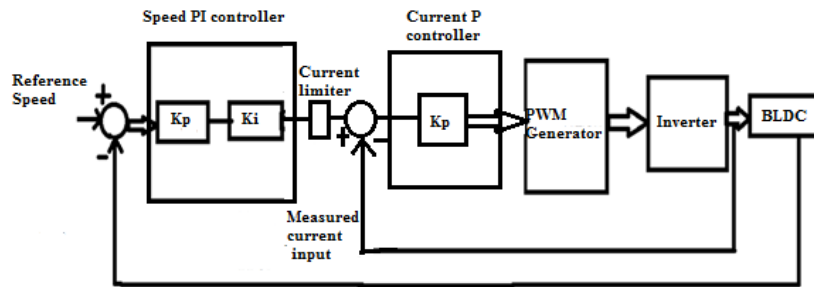 Speed PI controller
Current P
controller
Reference
Speed
Current
limiter
+
-
Kp
Ki
+
-
Kp
PWM
Generator
Inverter
BLDC
Measured
current
input